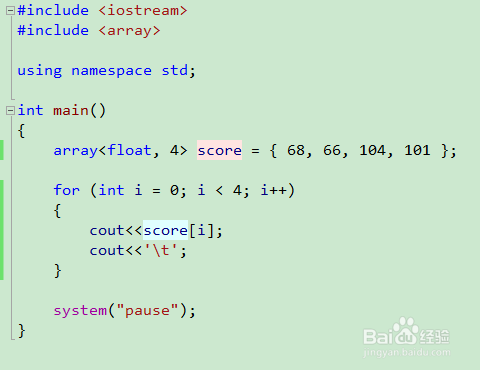 #include <iostream>
#include <array>
using namespace std;
int main()
{
array<float, 4> score = { 68, 66, 104, 101 };
for (int i = 0; i < 4; i++)
{
cout<<score[i];
cout<<'\t';
}
system("pause");
}
Baidu 经验
jingyan.baidu.com